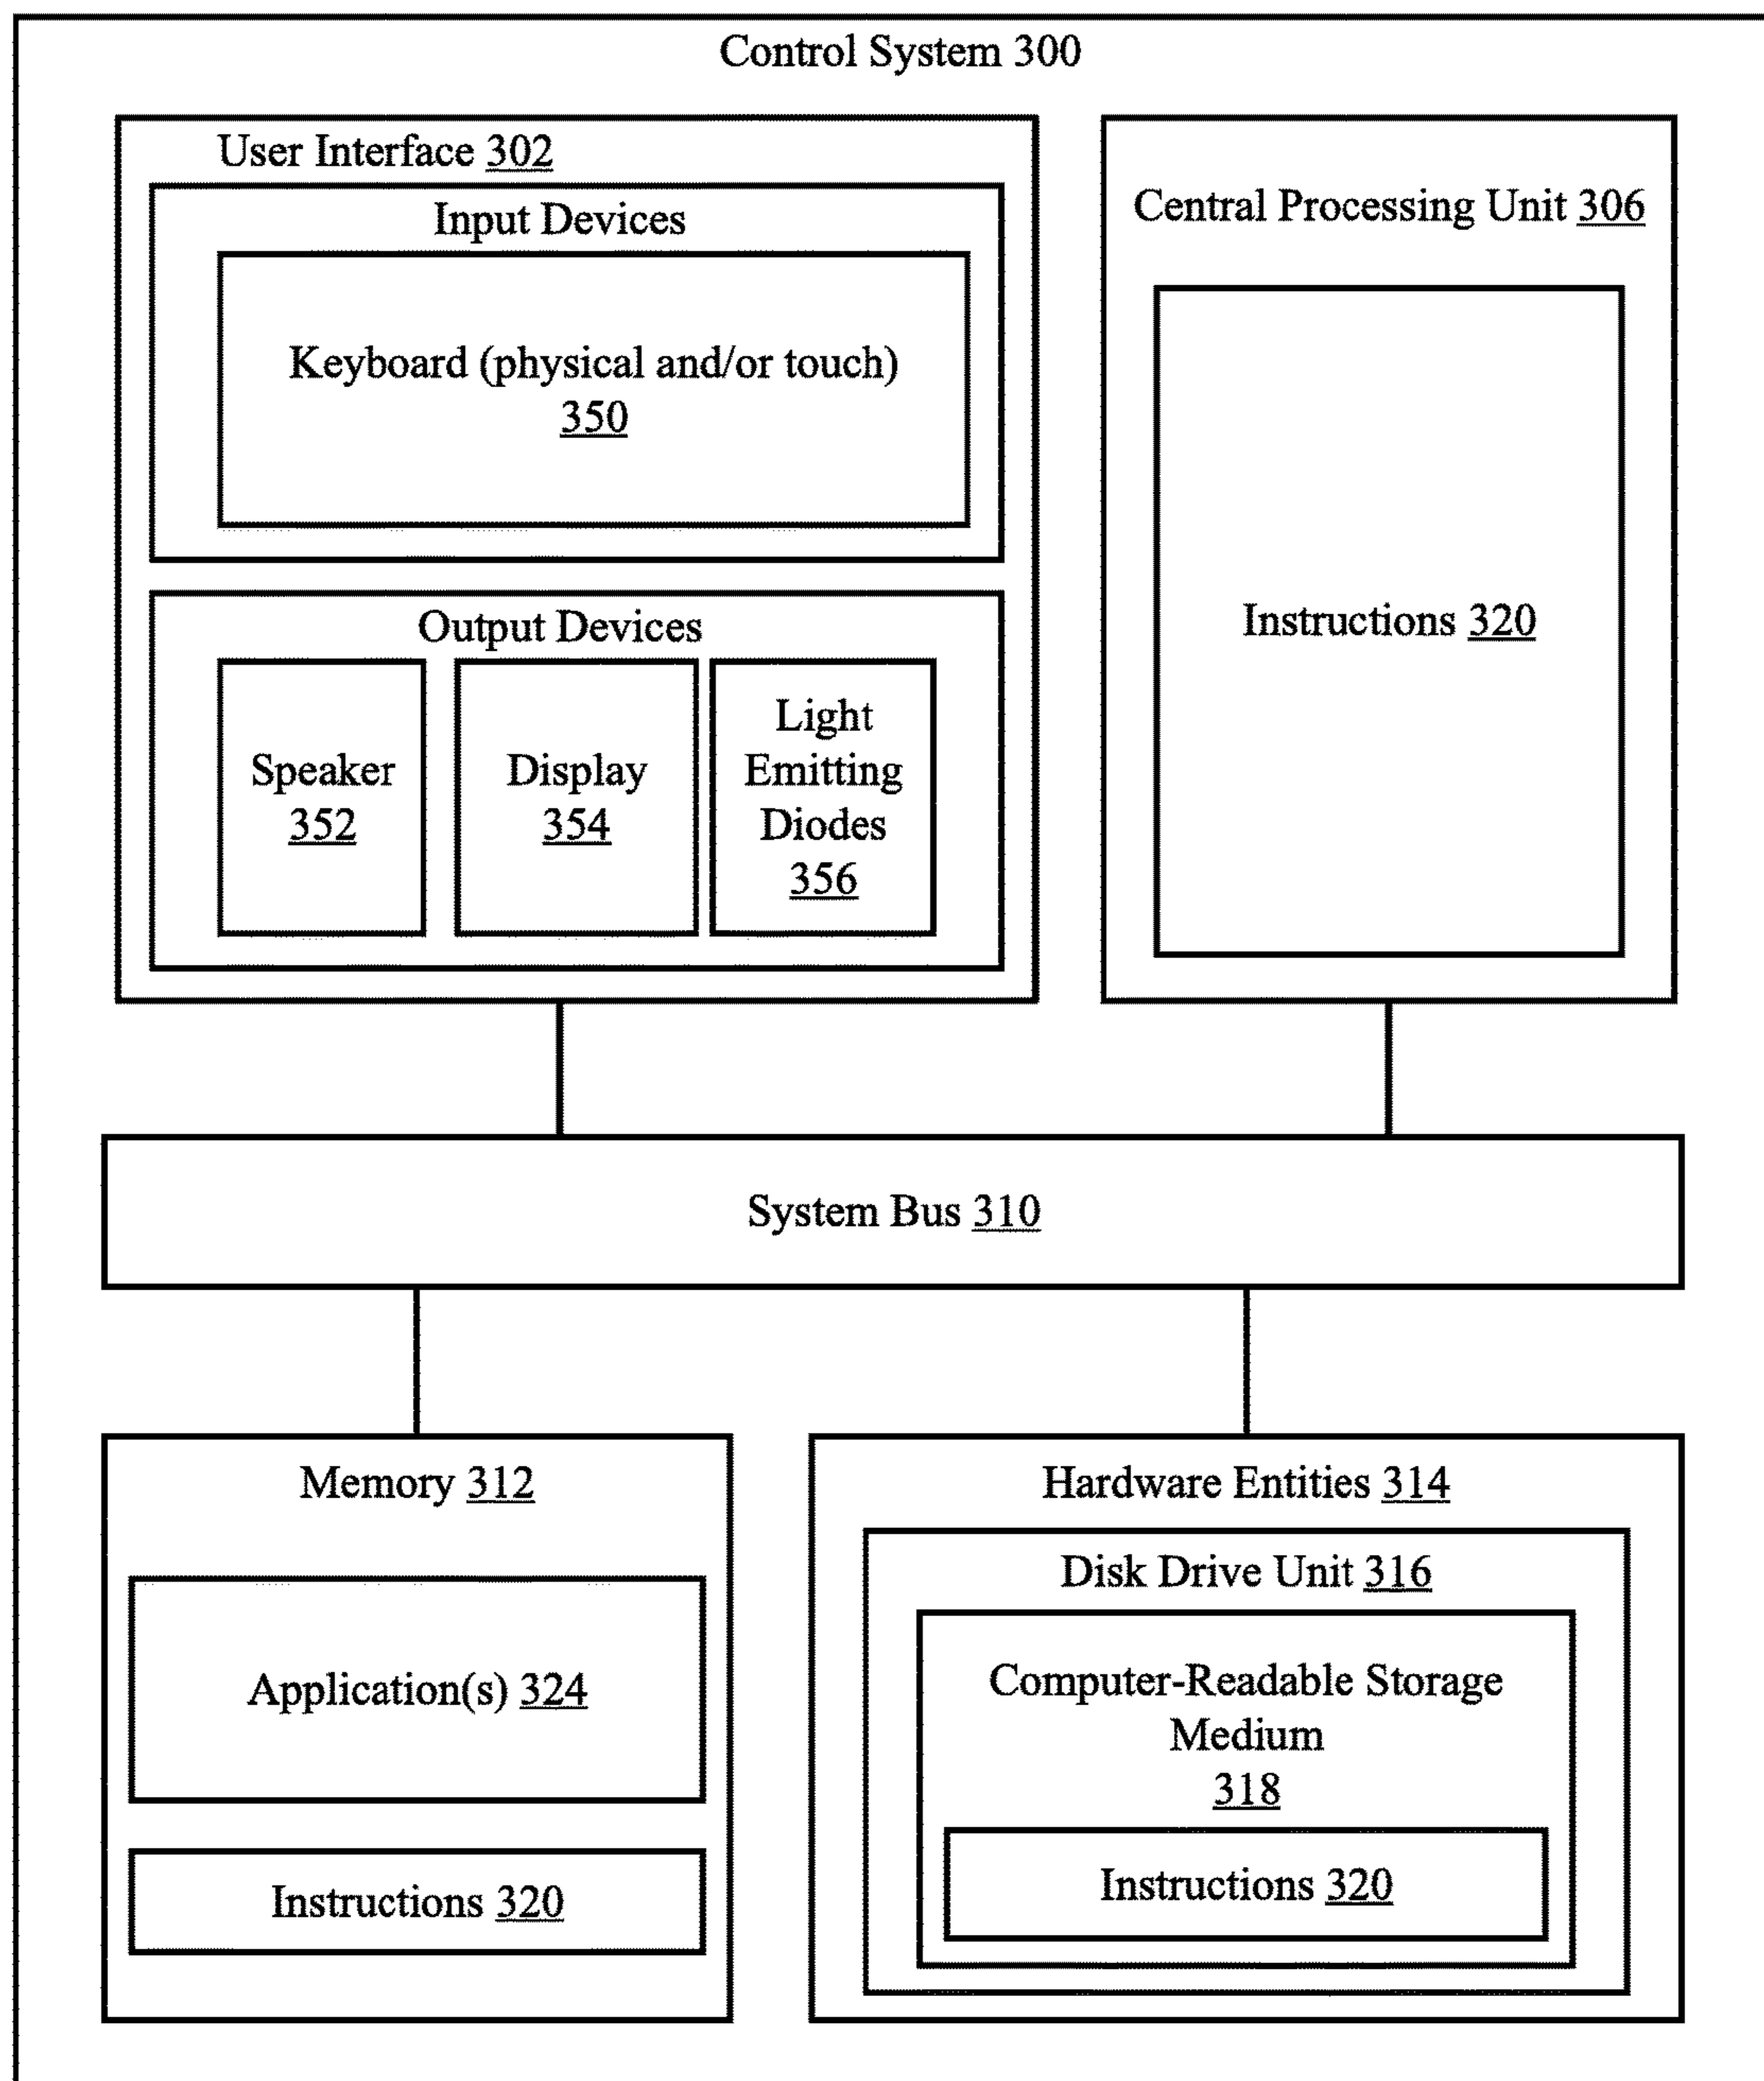 Control System 300
User Interface 302
Input Devices
Keyboard (physical and/or touch)
350
Output Devices
Speaker
352
Display
354
Light
Emitting
Diodes
356
Central Processing Unit 306
Instructions 320
System Bus 310
Memory 312
Application(s) 324
Instructions 320
Hardware Entities 314
Disk Drive Unit 316
Computer-Readable Storage
Medium
318
Instructions 320